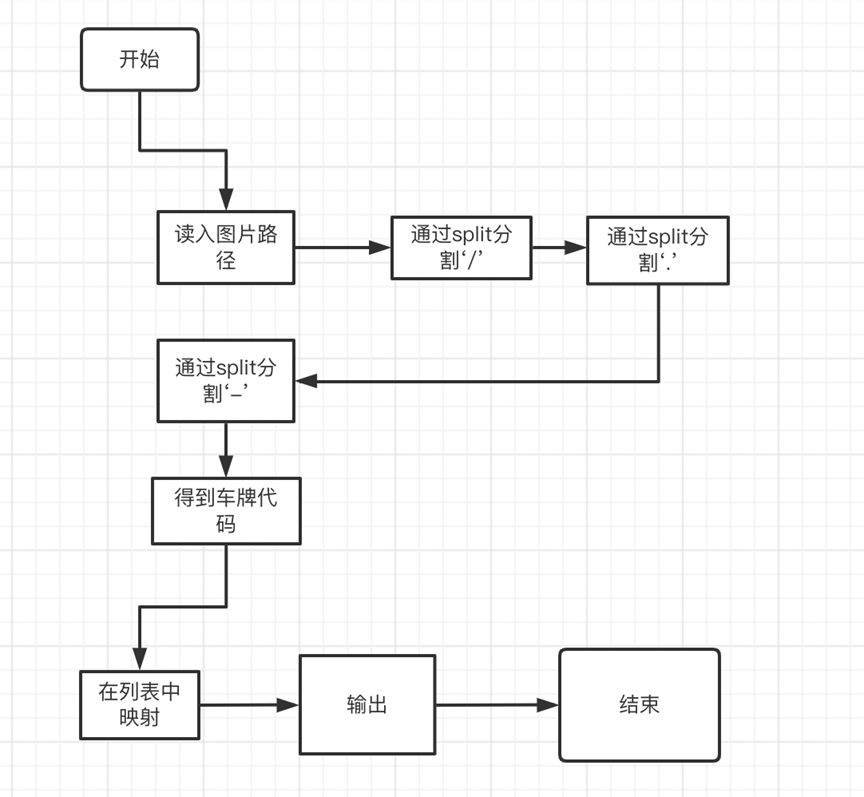 开始
读入图片路
径
通过split分
割‘/’
通过split分
割‘.’
通过split分
割‘-’
得到车牌代
码
在列表中
映射
输出
结束